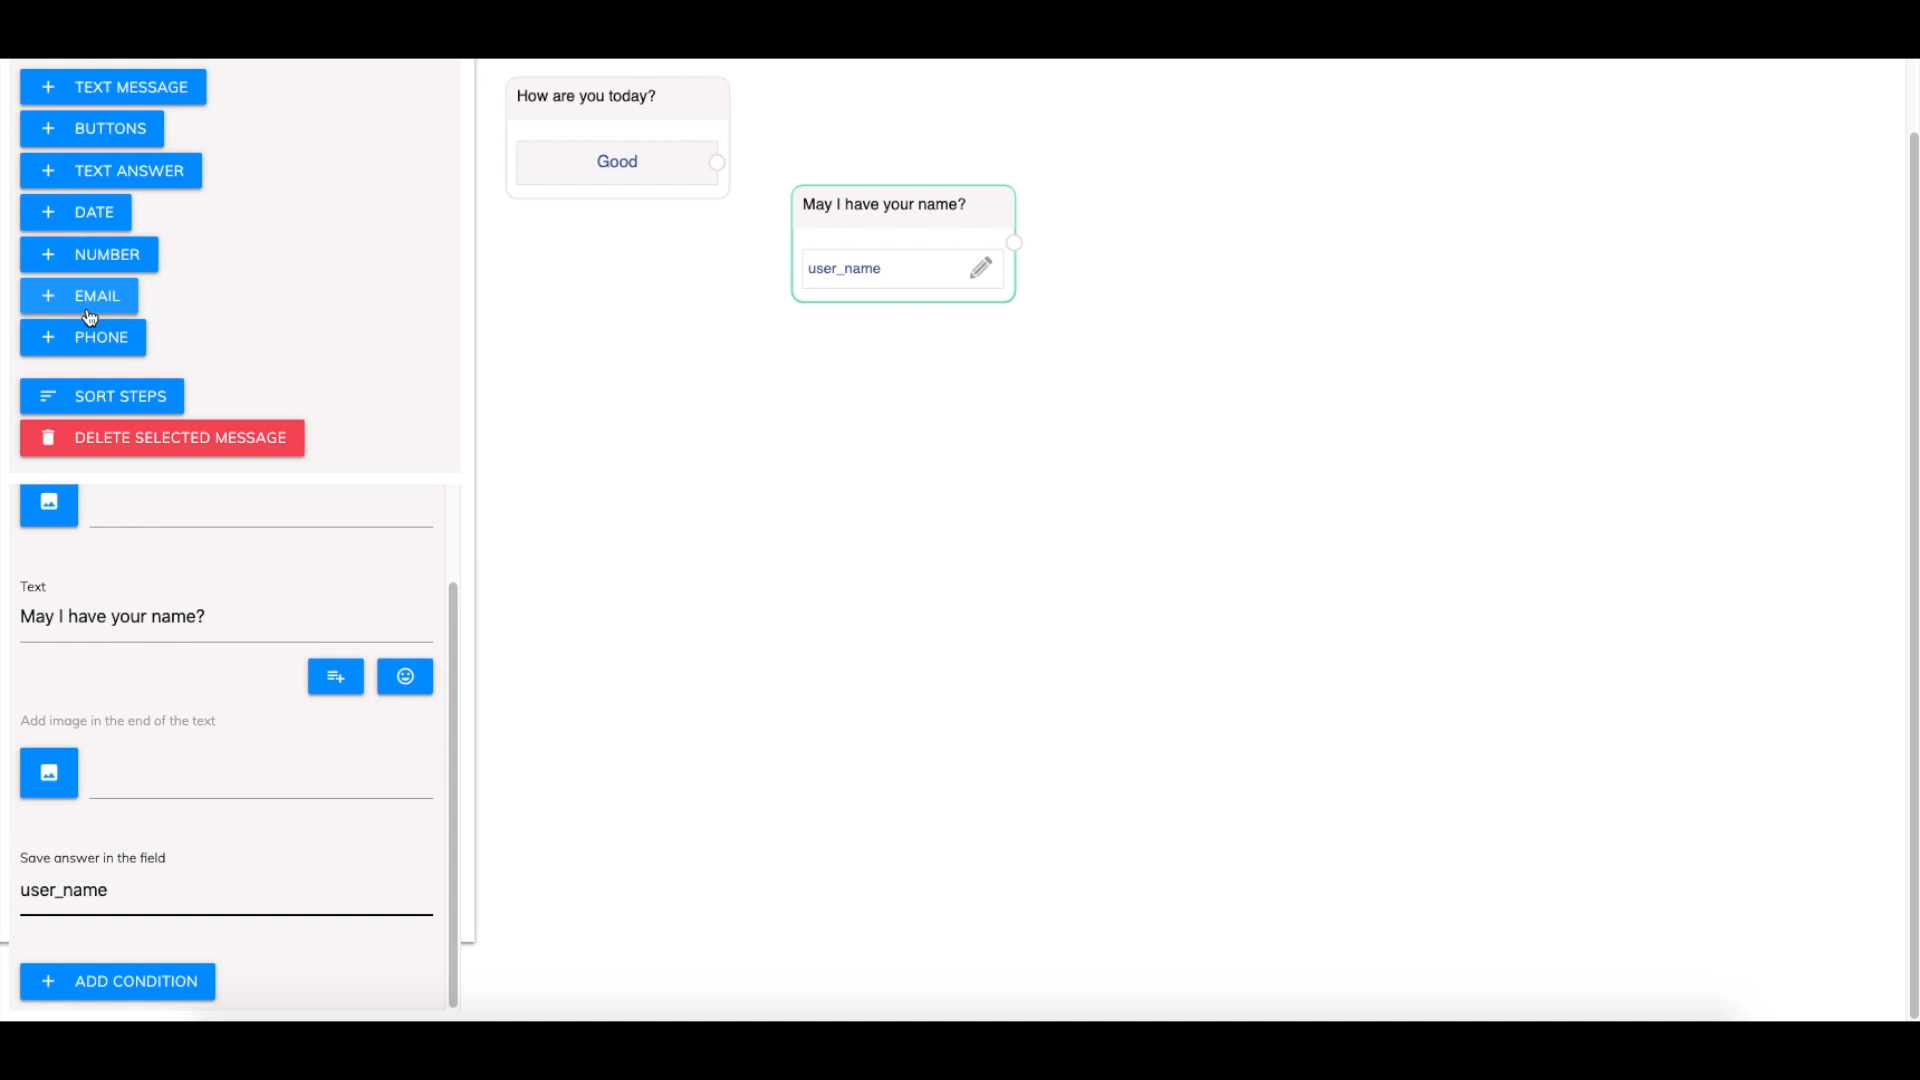 TEXT MESSAGE
BUTTONS
TEXT ANSWER
DATE
NUMBER
EMAIL
PHONE
SORT STEPS
DELETE SELECTED MESSAGE
Text
May I have your name?
Add image in the end of the text
Save answer in the field
user_name
ADD CONDITION
How are you today?
Good
May I have your name?
user_name